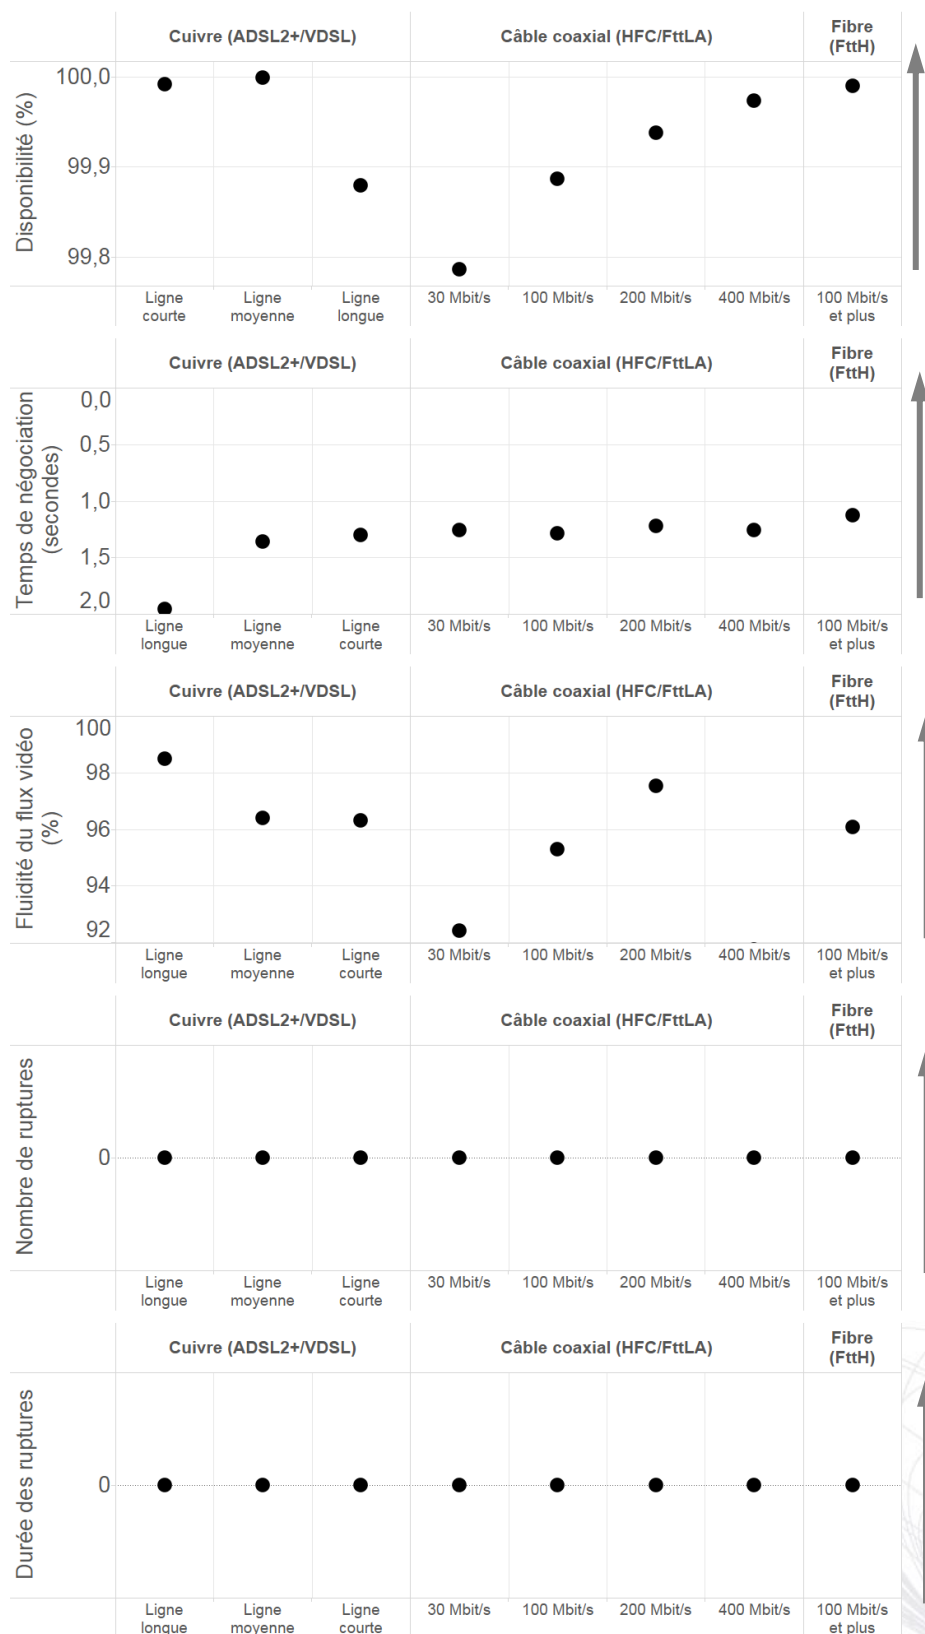 Cuivre (ADSL2+/VDSL)
Câble coaxial (HFC/FttLA)
Fibre
(FttH)
Disponibilité (%)
100,0
99,9
99,8
Ligne
courte
Ligne
moyenne
Ligne
longue
30 Mbit/s
100 Mbit/s
200 Mbit/s
400 Mbit/s
100 Mbit/s
et plus
Cuivre (ADSL2+/VDSL)
Câble coaxial (HFC/FttLA)
Fibre
(FttH)
Temps de négociation
(secondes)
0,0
0,5
1,0
1,5
2,0
Ligne
longue
Ligne
moyenne
Ligne
courte
30 Mbit/s
100 Mbit/s
200 Mbit/s
400 Mbit/s
100 Mbit/s
et plus
Cuivre (ADSL2+/VDSL)
Câble coaxial (HFC/FttLA)
Fibre
(FttH)
Fluidité du flux vidéo
(%)
100
98
96
94
92
Ligne
longue
Ligne
moyenne
Ligne
courte
30 Mbit/s
100 Mbit/s
200 Mbit/s
400 Mbit/s
100 Mbit/s
et plus
Cuivre (ADSL2+/VDSL)
Câble coaxial (HFC/FttLA)
Fibre
(FttH)
Nombre de ruptures
0
Ligne
longue
Ligne
moyenne
Ligne
courte
30 Mbit/s
100 Mbit/s
200 Mbit/s
400 Mbit/s
100 Mbit/s
et plus
Cuivre (ADSL2+/VDSL)
Câble coaxial (HFC/FttLA)
Fibre
(FttH)
Durée des ruptures
0
Ligne
longue
Ligne
moyenne
Ligne
courte
30 Mbit/s
100 Mbit/s
200 Mbit/s
400 Mbit/s
100 Mbit/s
et plus